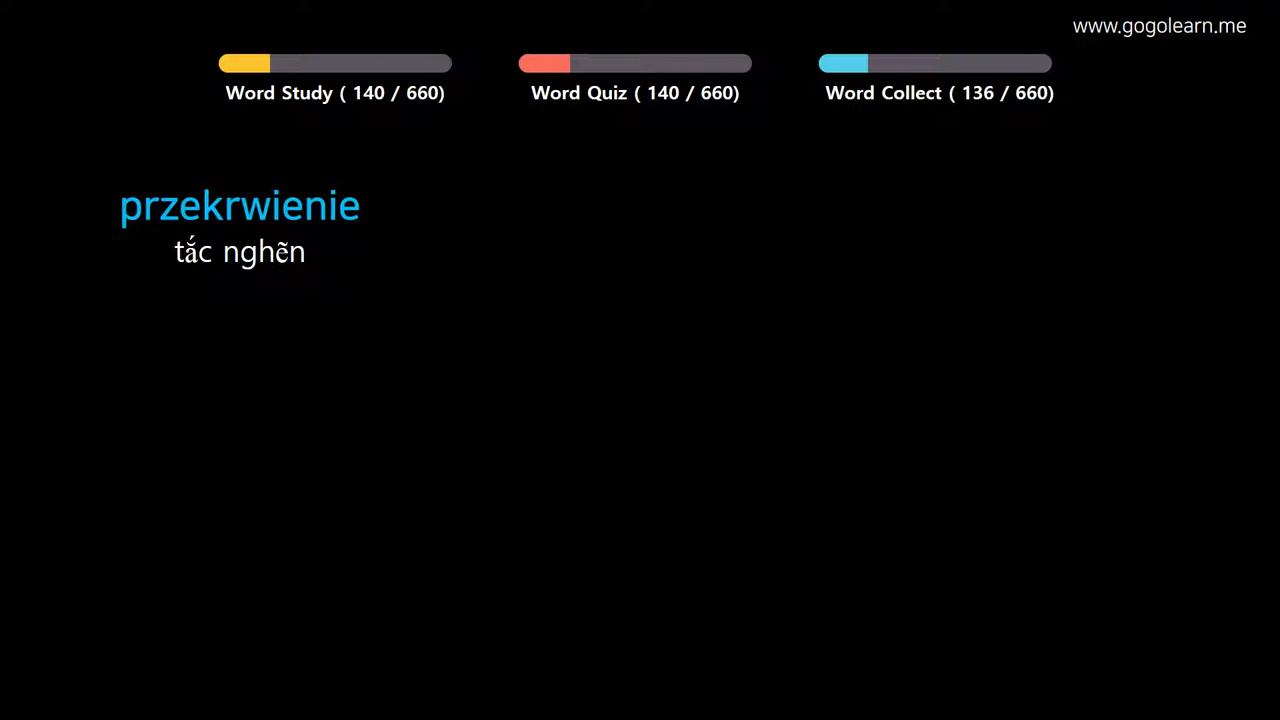 www.gogolearn.me
Word Study ( 140 / 660)
Word Quiz ( 140 / 660)
Word Collect ( 136 / 660)
przekrwienie
tắc nghẽn